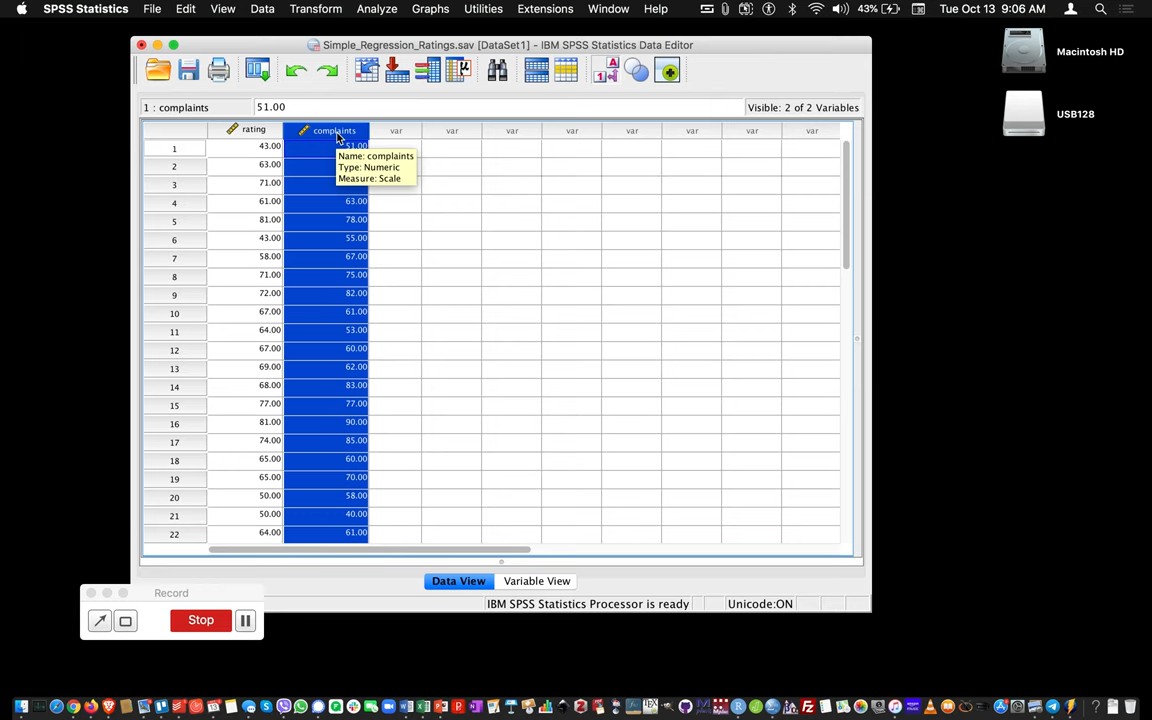 SPSS Statistics File Edit View Data Transform Analyze Graphs Utilities Extensions Window Help 43% Tue Oct 13 9:06 AM
Simple_Regression_Ratings.sav [DataSet1] - IBM SPSS Statistics Data Editor
Macintosh HD
USB128
1 : complaints 51.00 Visible: 2 of 2 Variables
rating complaints var var var var var var var var
1 43.00 51.00
2 63.00
3 71.00
Name: complaints
Type: Numeric
Measure: Scale
4 61.00 63.00
5 81.00 78.00
6 43.00 55.00
7 58.00 67.00
8 71.00 75.00
9 72.00 82.00
10 67.00 61.00
11 64.00 53.00
12 67.00 60.00
13 69.00 62.00
14 68.00 83.00
15 77.00 77.00
16 81.00 90.00
17 74.00 85.00
18 65.00 60.00
19 65.00 70.00
20 50.00 58.00
21 50.00 40.00
22 64.00 61.00
Data View Variable View
IBM SPSS Statistics Processor is ready Unicode:ON
Record
Stop